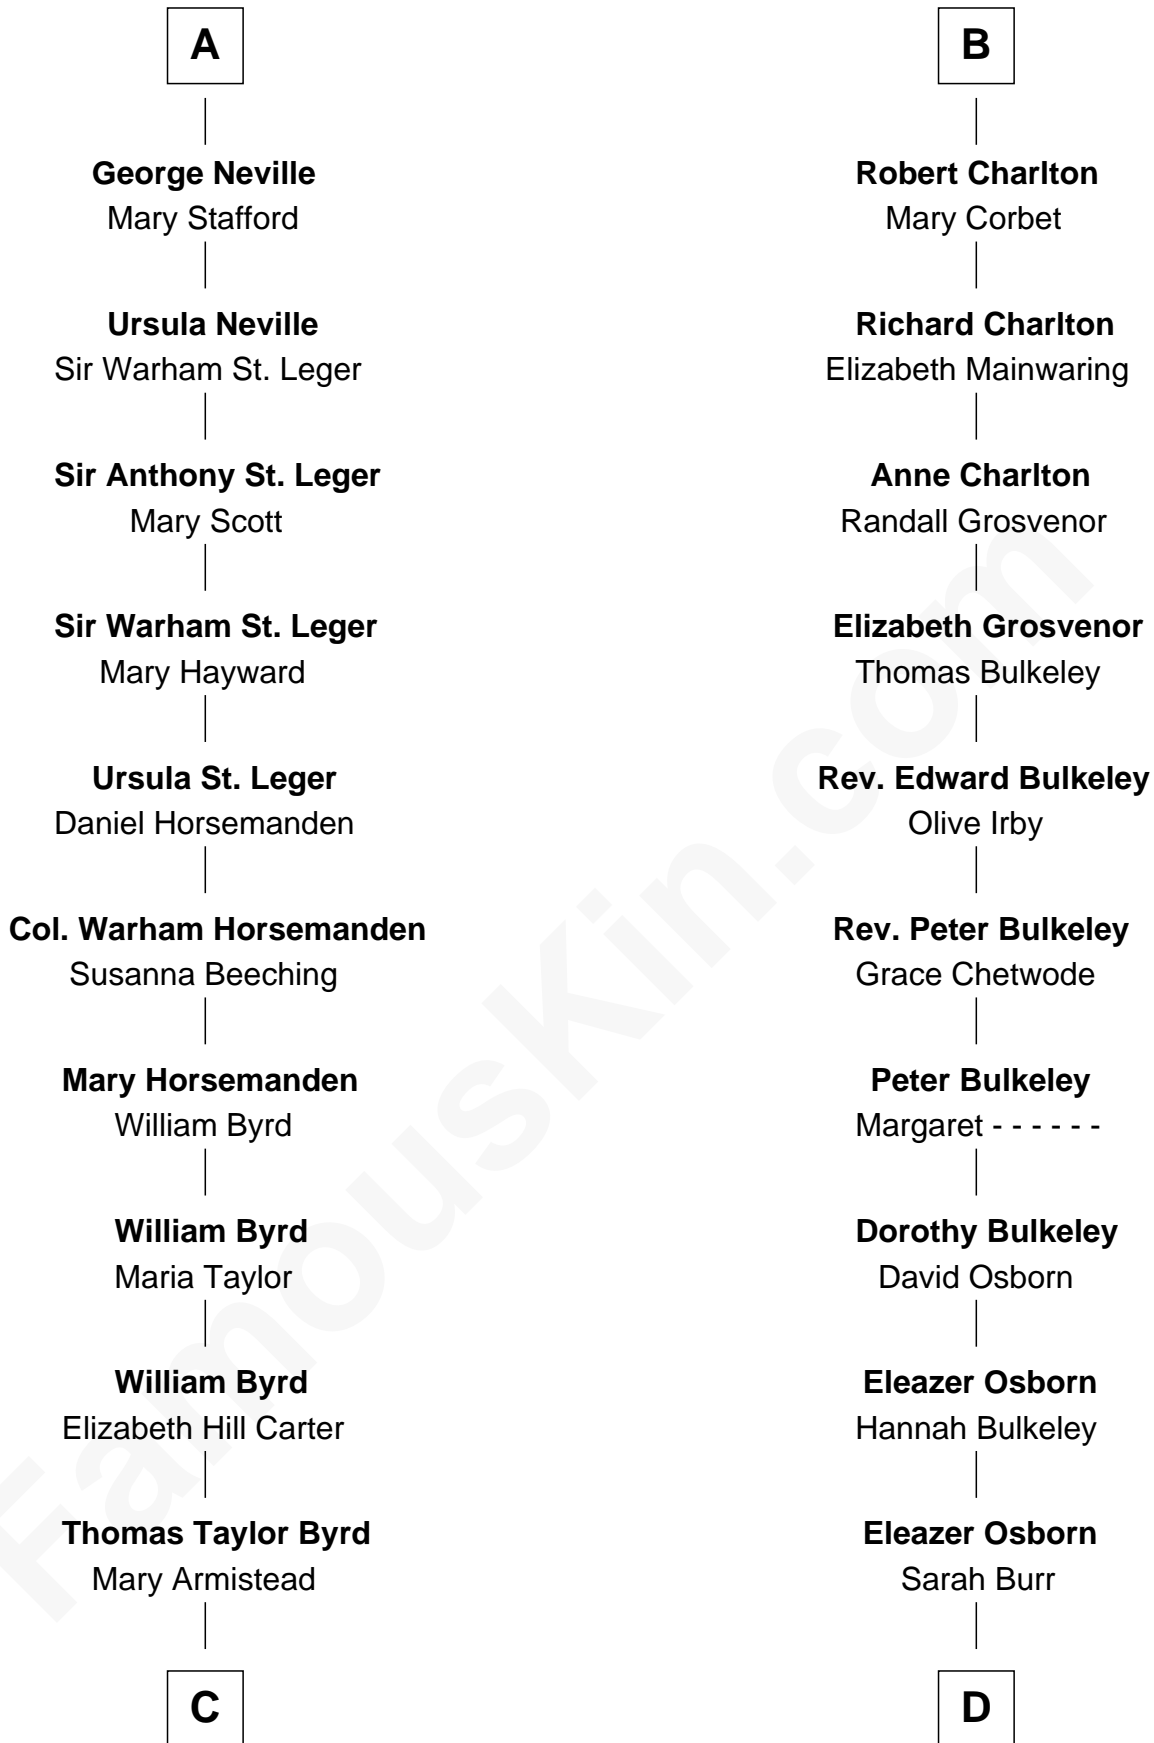 A
George Neville
Mary Stafford
Ursula Neville
Sir Warham St. Leger
Sir Anthony St. Leger
Mary Scott
Sir Warham St. Leger
Mary Hayward
Ursula St. Leger
Daniel Horsemanden
Col. Warham Horsemanden
Susanna Beeching
Mary Horsemanden
William Byrd
William Byrd
Maria Taylor
William Byrd
Elizabeth Hill Carter
Thomas Taylor Byrd
Mary Armistead
C
B
Robert Charlton
Mary Corbet
Richard Charlton
Elizabeth Mainwaring
Anne Charlton
Randall Grosvenor
Elizabeth Grosvenor
Thomas Bulkeley
Rev. Edward Bulkeley
Olive Irby
Rev. Peter Bulkeley
Grace Chetwode
Peter Bulkeley
Margaret - - - - - -
Dorothy Bulkeley
David Osborn
Eleazer Osborn
Hannah Bulkeley
Eleazer Osborn
Sarah Burr
D
FamousKin.com